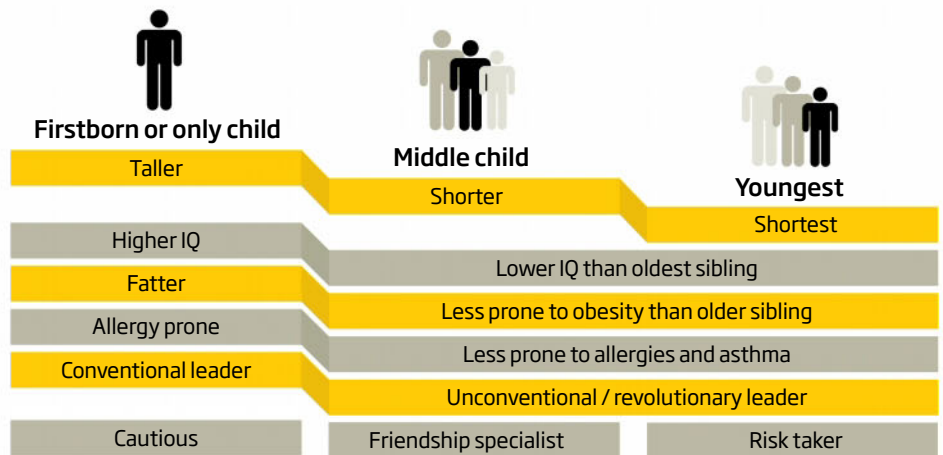 Firstborn or only child
Middle child
Youngest
Taller
Shorter
Shortest
Higher IQ
Lower IQ than oldest sibling
Fatter
Less prone to obesity than older sibling
Allergy prone
Less prone to allergies and asthma
Conventional leader
Unconventional / revolutionary leader
Cautious
Friendship specialist
Risk taker